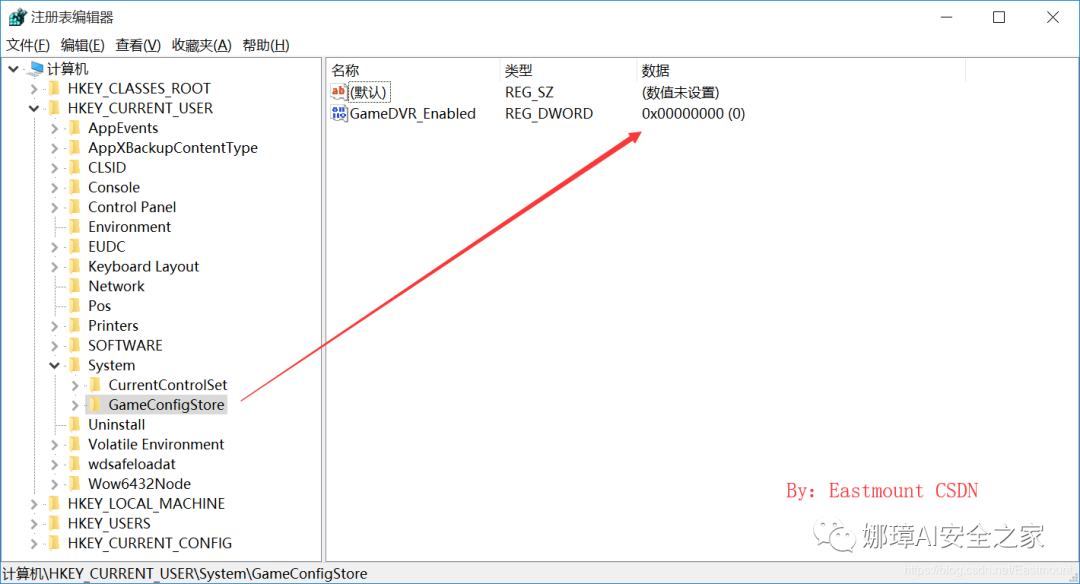 注册表编辑器
文件(F) 编辑(E) 查看(V) 收藏夹(A) 帮助(H)
计算机
HKEY_CLASSES_ROOT
HKEY_CURRENT_USER
AppEvents
AppXBackupContentType
CLSID
Console
Control Panel
Environment
EUDC
Keyboard Layout
Network
Pos
Printers
SOFTWARE
System
CurrentControlSet
GameConfigStore
Uninstall
Volatile Environment
wdsafeloadat
Wow6432Node
HKEY_LOCAL_MACHINE
HKEY_USERS
HKEY_CURRENT_CONFIG
名称 类型 数据
ab (默认) REG_SZ (数值未设置)
GameDVR_Enabled REG_DWORD 0x00000000 (0)
By: Eastmount CSDN
娜璋AI安全之家
https://blog.csdn.net/Eastmount
计算机\HKEY_CURRENT_USER\System\GameConfigStore